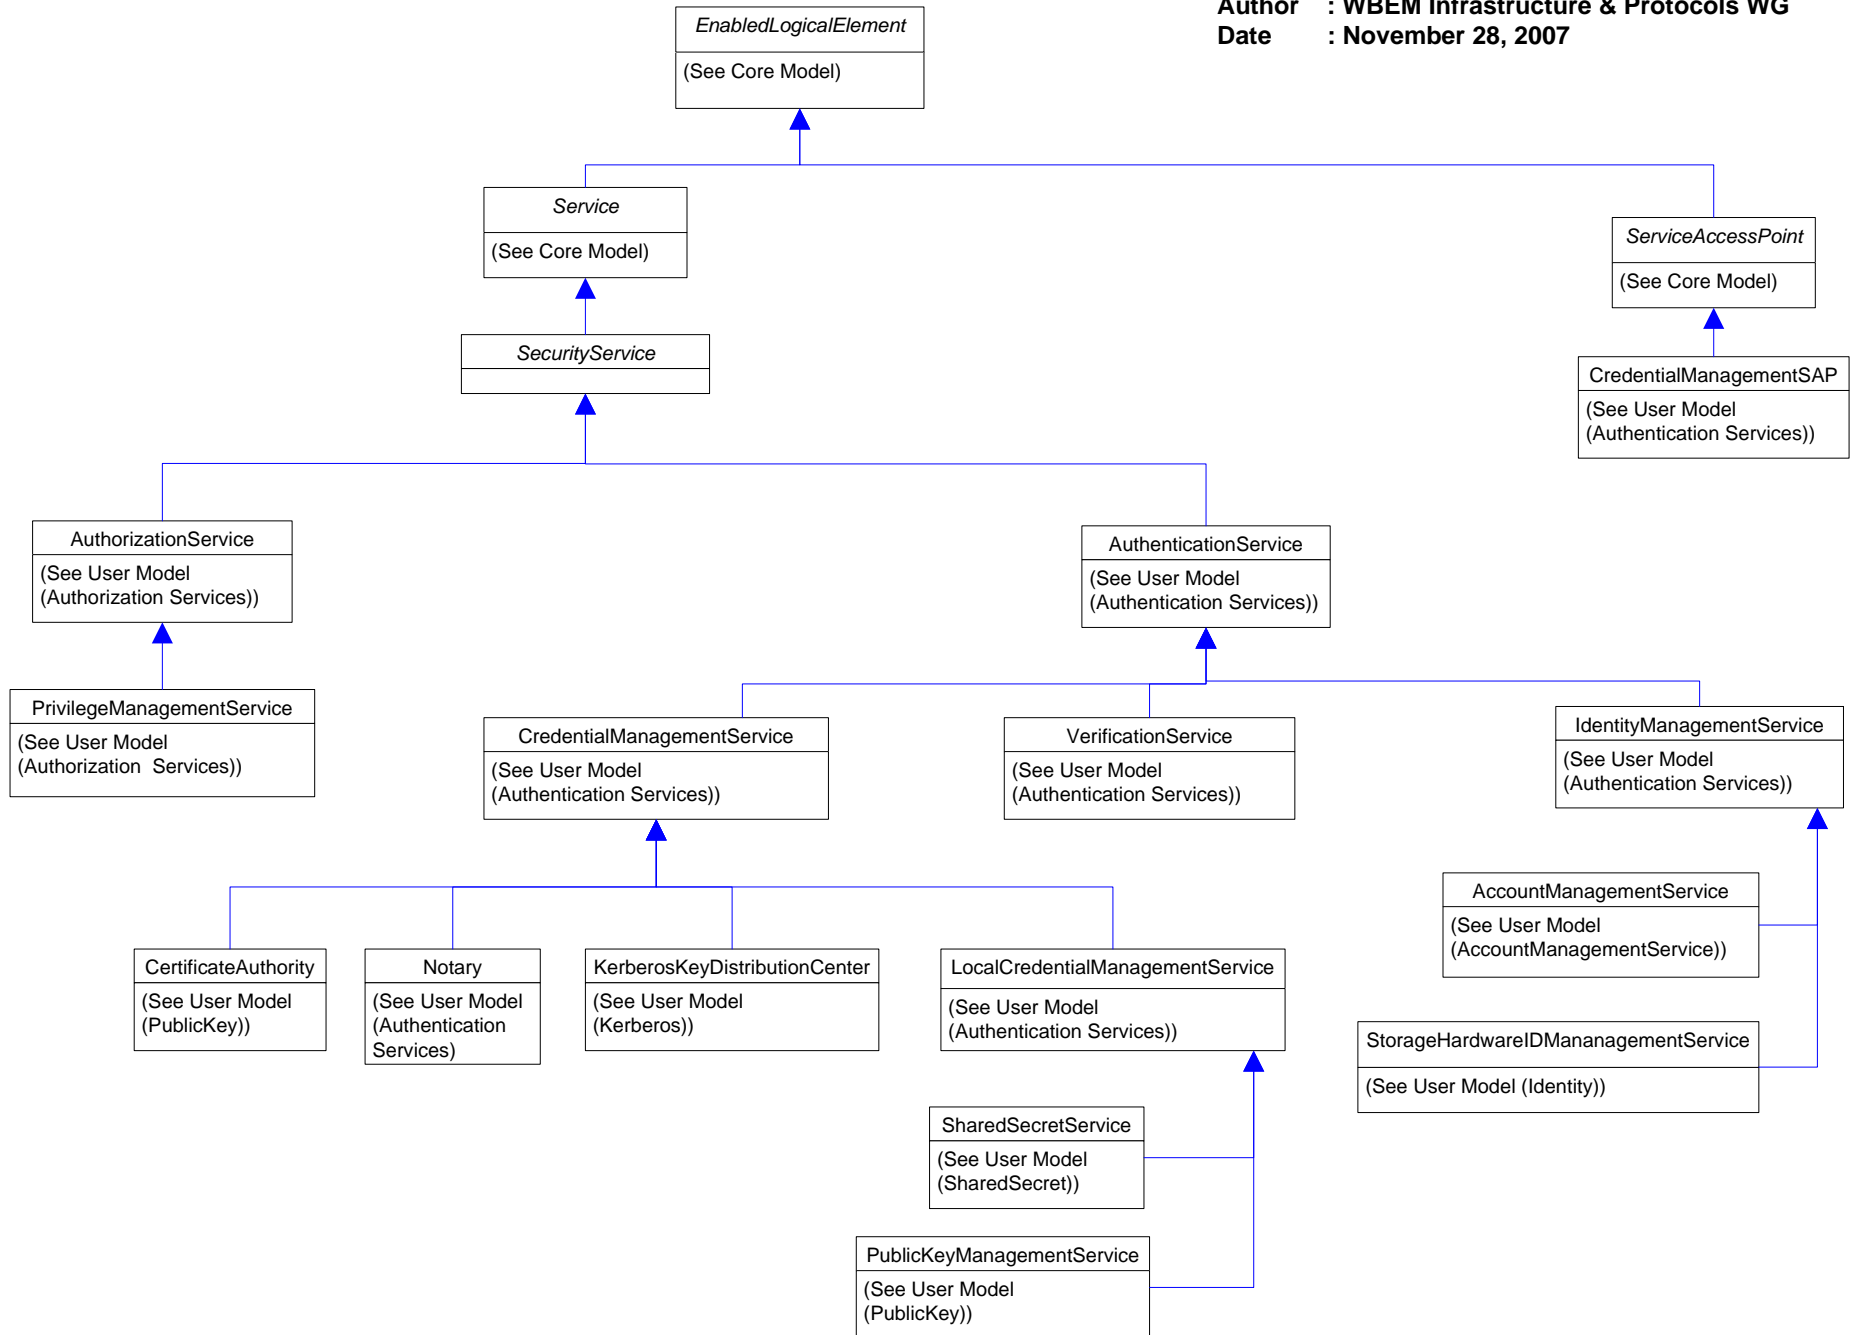 Author : WBEM Infrastructure & Protocols WG
Date : November 28, 2007
EnabledLogicalElement
(See Core Model)
Service
(See Core Model)
ServiceAccessPoint
(See Core Model)
SecurityService
CredentialManagementSAP
(See User Model
(Authentication Services))
AuthorizationService
(See User Model
(Authorization Services))
AuthenticationService
(See User Model
(Authentication Services))
PrivilegeManagementService
(See User Model
(Authorization  Services))
CredentialManagementService
(See User Model
(Authentication Services))
VerificationService
(See User Model
(Authentication Services))
IdentityManagementService
(See User Model
(Authentication Services))
AccountManagementService
(See User Model
(AccountManagementService))
CertificateAuthority
(See User Model
(PublicKey))
Notary
(See User Model
(Authentication
Services)
KerberosKeyDistributionCenter
(See User Model
(Kerberos))
LocalCredentialManagementService
(See User Model
(Authentication Services))
StorageHardwareIDMananagementService
(See User Model (Identity))
SharedSecretService
(See User Model
(SharedSecret))
PublicKeyManagementService
(See User Model
(PublicKey))